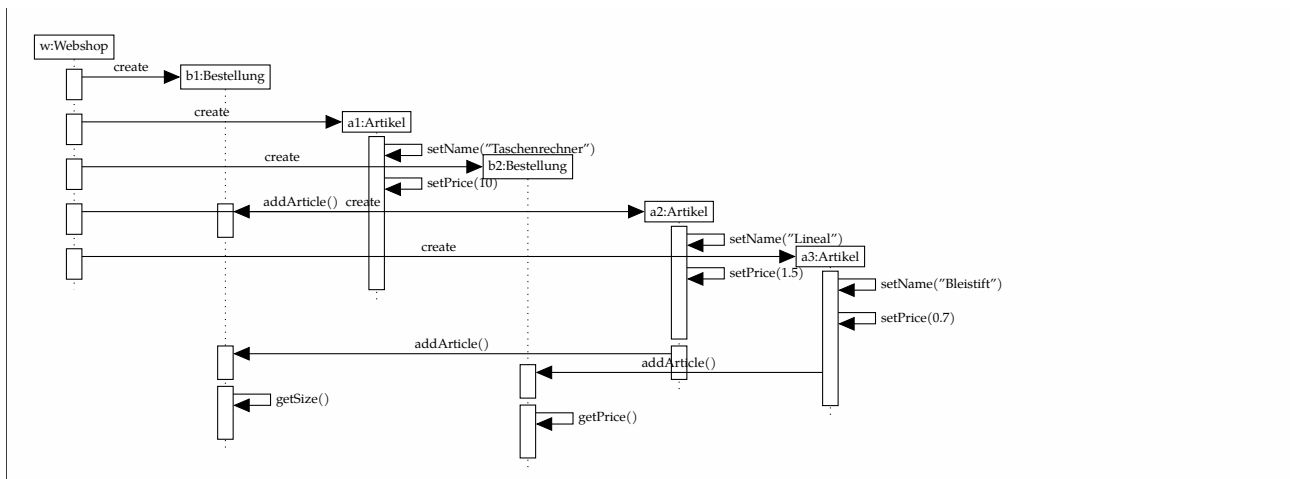 w:Webshop
create
b1:Bestellung
create
a1:Artikel
setName("Taschenrechner")
create
b2:Bestellung
setPrice(10)
addArticle()
create
a2:Artikel
setName("Lineal")
create
a3:Artikel
setPrice(1.5)
setName("Bleistift")
setPrice(0.7)
addArticle()
addArticle()
getSize()
getPrice()